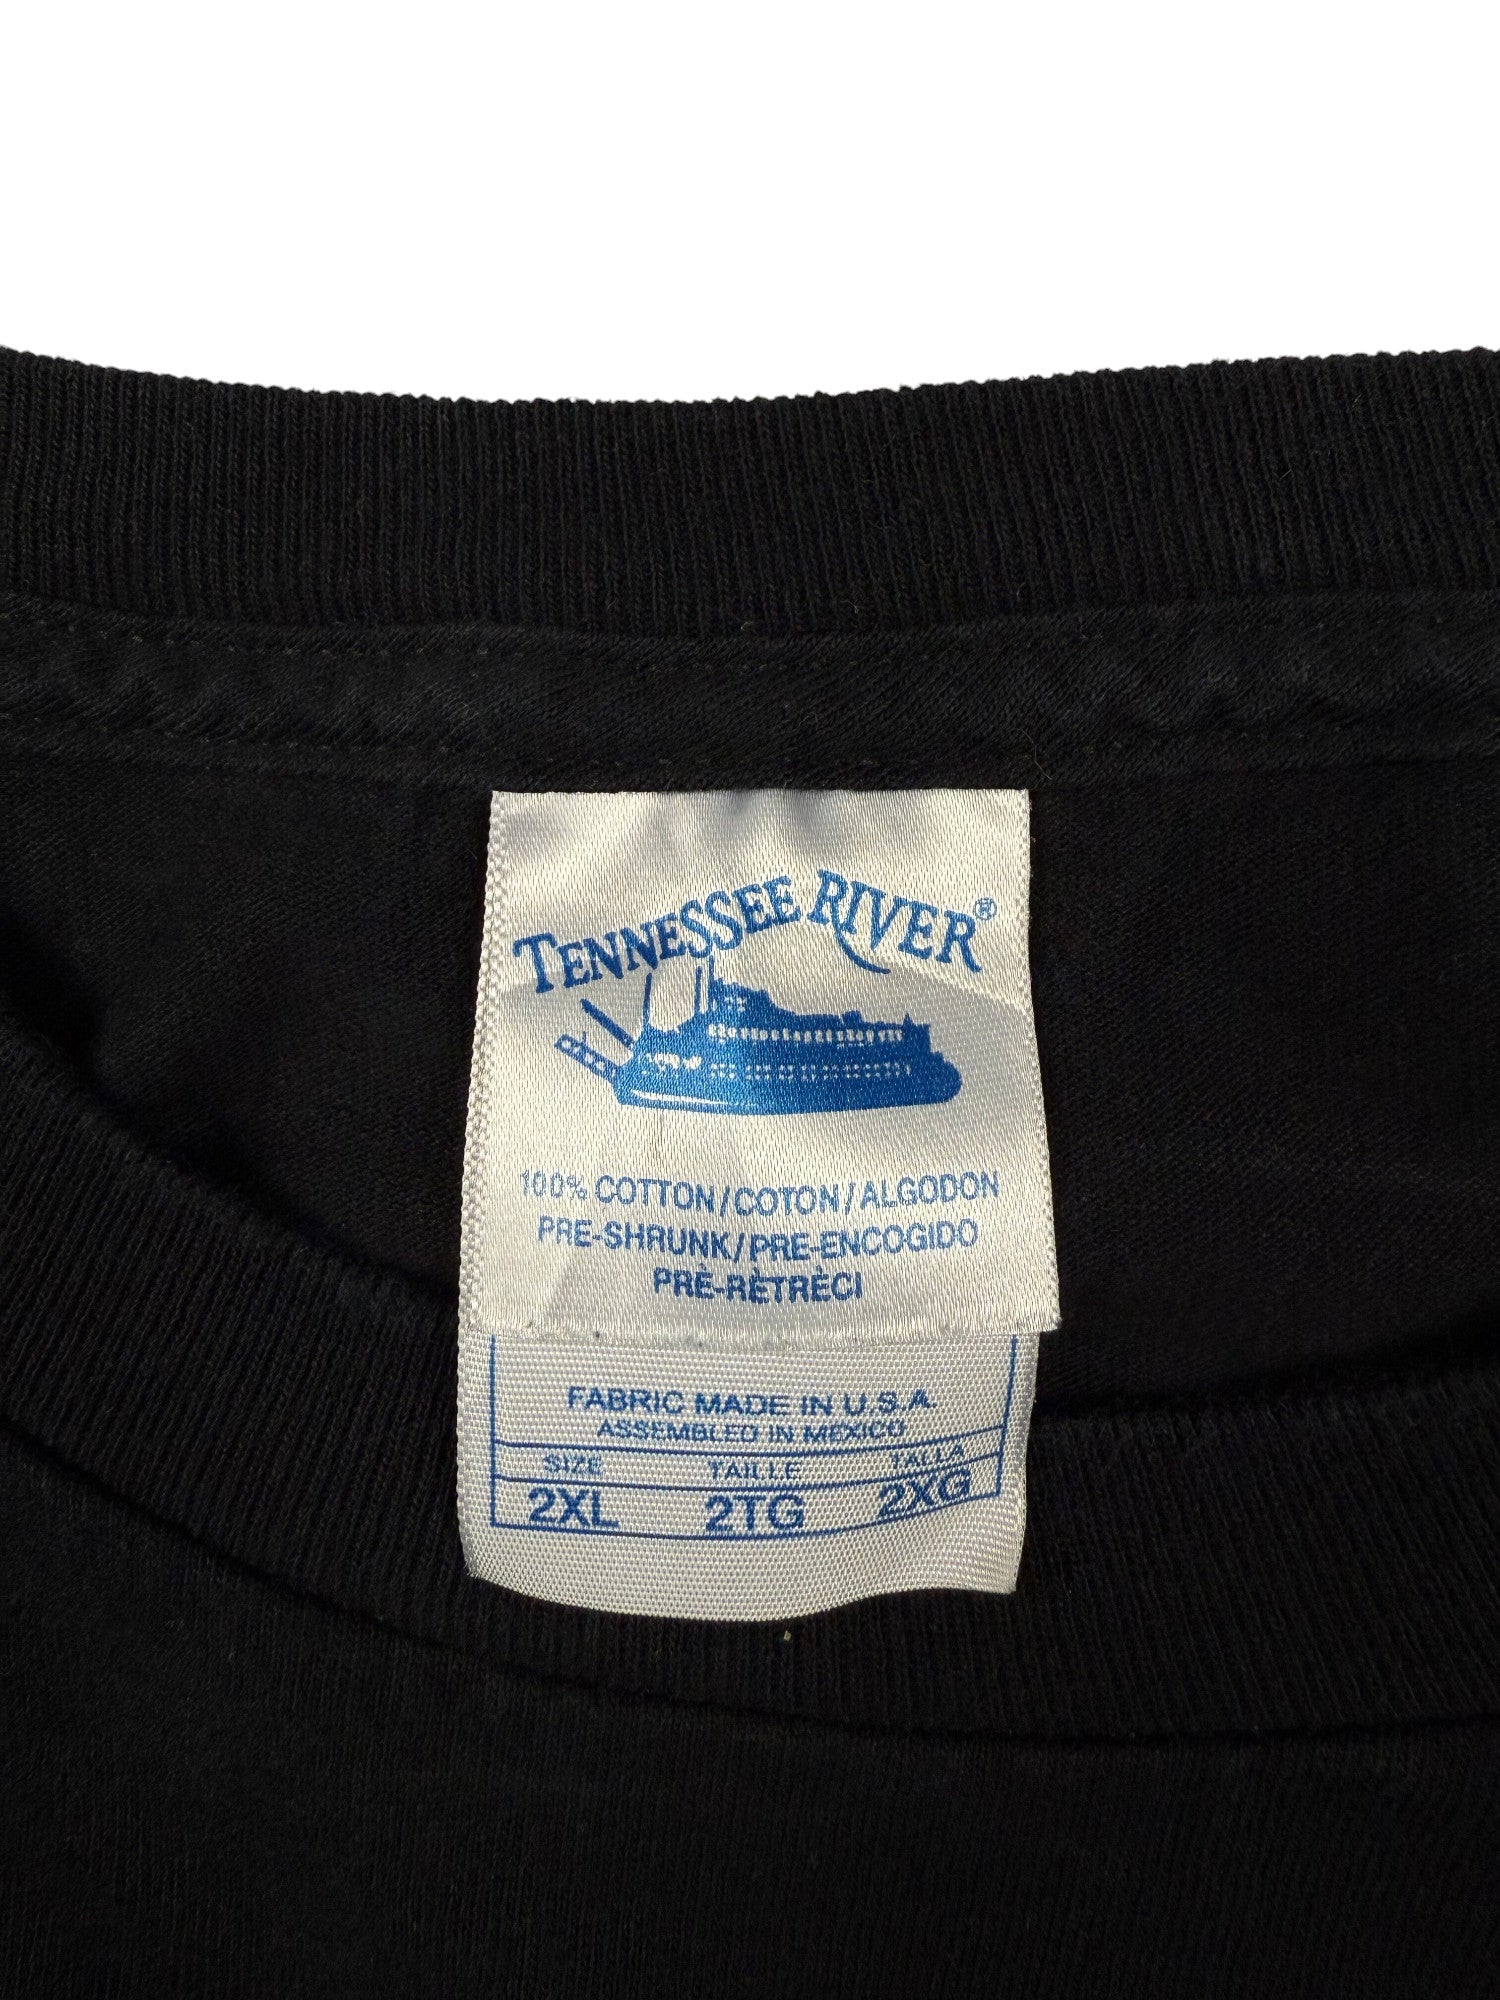 TENNESSEE RIVER®
100% COTTON/COTON/ALGODON
PRE-SHRUNK/PRE-ENCOGIDO
PRÈ-RÈTRÈCI
FABRIC MADE IN U.S.A.
ASSEMBLED IN MEXICO
SIZE TAILLE TALLA
2XL 2TG 2XG